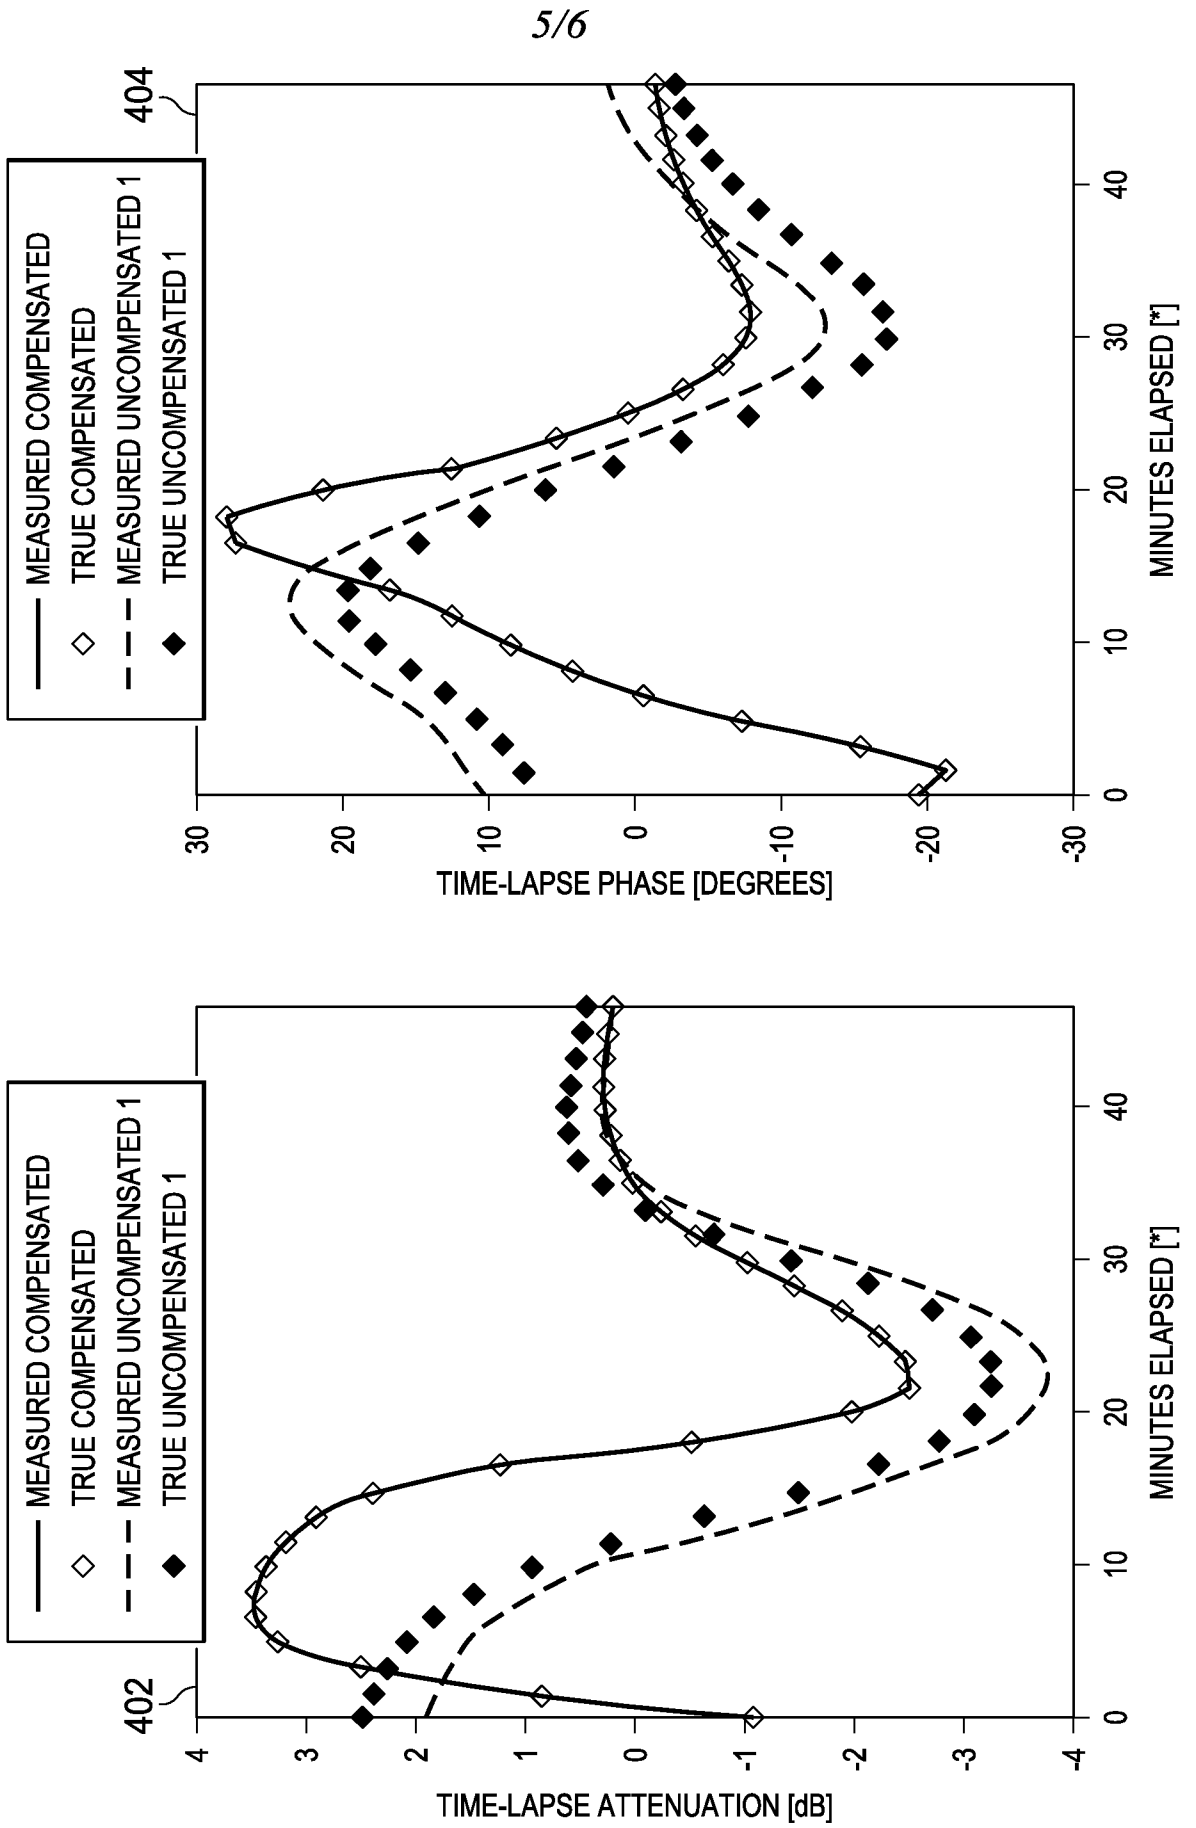 5/6
402
MEASURED COMPENSATED
TRUE COMPENSATED
MEASURED UNCOMPENSATED 1
TRUE UNCOMPENSATED 1
TIME-LAPSE ATTENUATION [dB]
4
3
2
1
0
-1
-2
-3
-4
0
10
20
30
40
MINUTES ELAPSED [*]
404
MEASURED COMPENSATED
TRUE COMPENSATED
MEASURED UNCOMPENSATED 1
TRUE UNCOMPENSATED 1
TIME-LAPSE PHASE [DEGREES]
30
20
10
0
-10
-20
-30
0
10
20
30
40
MINUTES ELAPSED [*]